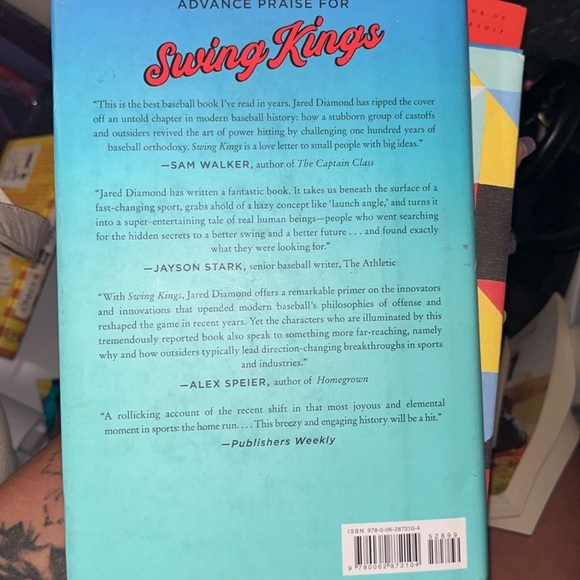 ADVANCE PRAISE FOR
Swing Kings
“This is the best baseball book I’ve read in years. Jared Diamond has ripped the cover
off an untold chapter in modern baseball history: how a stubborn group of castoffs
and outsiders revived the art of power hitting by challenging one hundred years of
baseball orthodoxy. Swing Kings is a love letter to small people with big ideas.”
—SAM WALKER, author of The Captain Class
“Jared Diamond has written a fantastic book. It takes us beneath the surface of a
fast-changing sport, grabs ahold of a hazy concept like ‘launch angle,’ and turns it
into a super-entertaining tale of real human beings—people who went searching
for the hidden secrets to a better swing and a better future . . . and found exactly
what they were looking for.”
—JAYSON STARK, senior baseball writer, The Athletic
“With Swing Kings, Jared Diamond offers a remarkable primer on the innovators
and innovations that upended modern baseball’s philosophies of offense and
reshaped the game in recent years. Yet the characters who are illuminated by this
tremendously reported book also speak to something more far-reaching, namely
why and how outsiders typically lead direction-changing breakthroughs in sports
and industries.”
—ALEX SPEIER, author of Homegrown
“A rollicking account of the recent shift in that most joyous and elemental
moment in sports: the home run. . . . This breezy and engaging history will be a hit.”
—Publishers Weekly
ISBN 978-0-06-287210-4
52899
9 780062 872104
OF